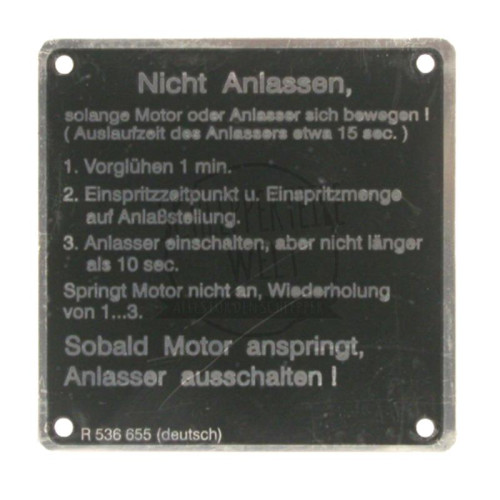 Nicht Anlassen,
solange Motor oder Anlasser sich bewegen !
( Auslaufzeit des Anlassers etwa 15 sec. )
1. Vorglühen 1 min.
2. Einspritzzeitpunkt u. Einspritzmenge
auf Anlaßstellung.
3. Anlasser einschalten, aber nicht länger
als 10 sec.
Springt Motor nicht an, Wiederholung
von 1...3.
Sobald Motor anspringt,
Anlasser ausschalten !
R 536 655 (deutsch)
WELT